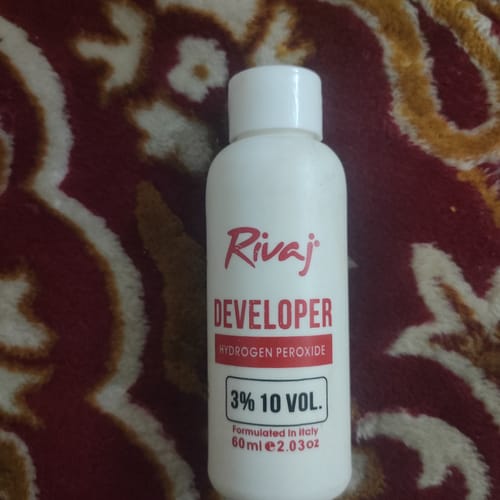 Rivaj®
DEVELOPER
HYDROGEN PEROXIDE
3% 10 VOL.
Formulated in Italy
60ml ℮2.03oz